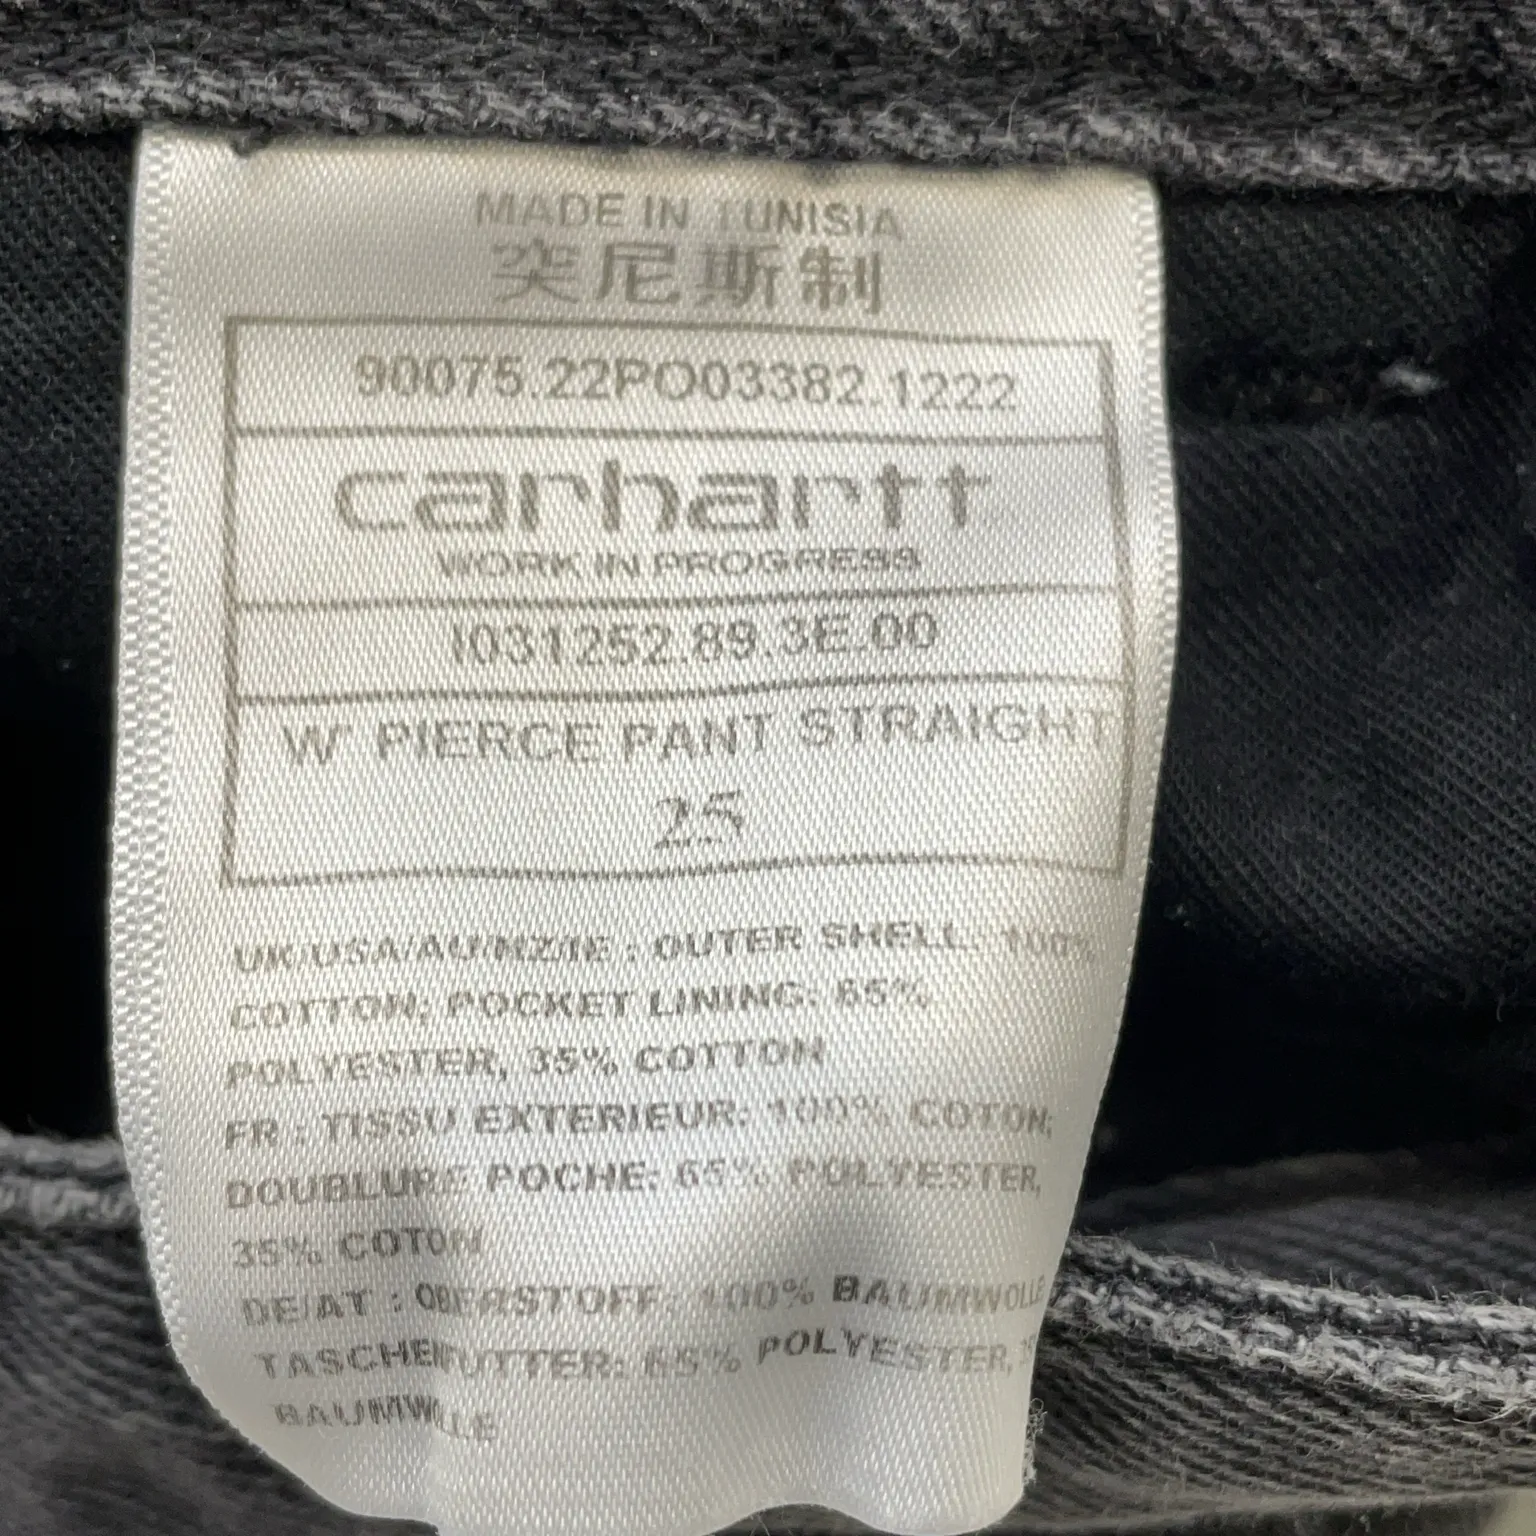 MADE IN TUNISIA
突尼斯制
90075.22PO03382.1222
carhartt
WORK IN PROGRESS
I031252.89.3E.00
W' PIERCE PANT STRAIGHT
25
UK/USA/AU/NZ/IE : OUTER SHELL: 100%
COTTON; POCKET LINING: 65%
POLYESTER, 35% COTTON
FR : TISSU EXTERIEUR: 100% COTON;
DOUBLURE POCHE: 65% POLYESTER,
35% COTON
DE/AT : OBERSTOFF: 100% BAUMWOLLE
TASCHENFUTTER: 65% POLYESTER,
BAUMWOLLE